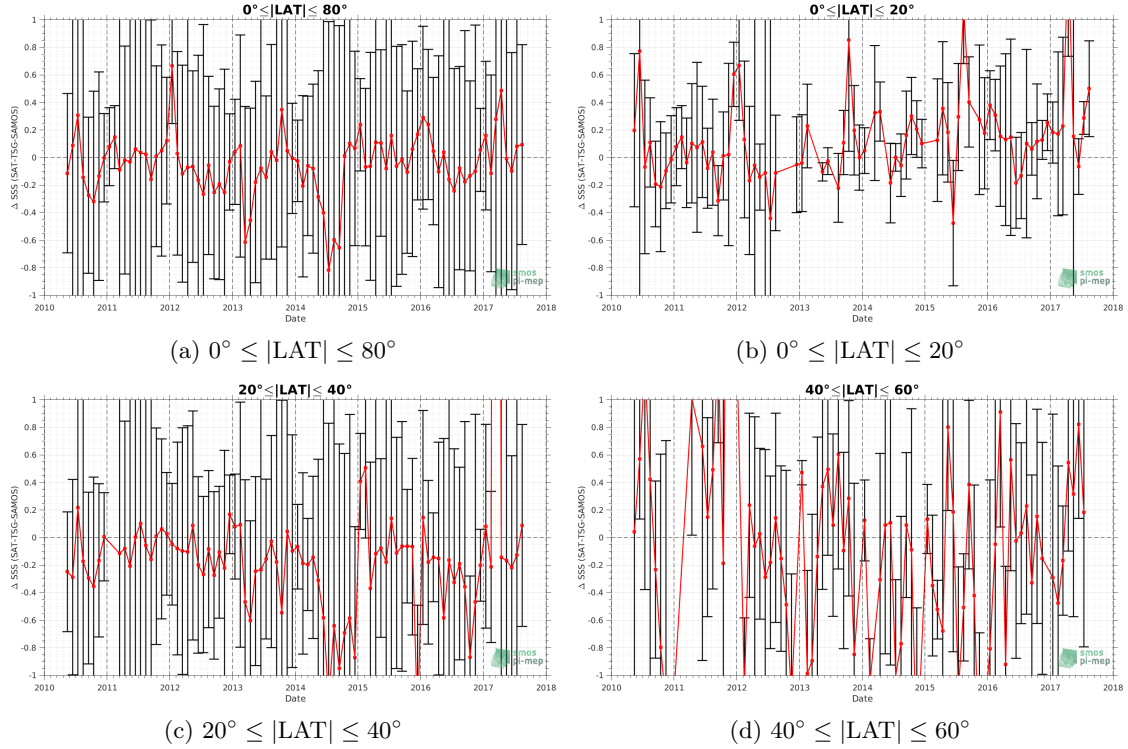 0°≤|LAT|≤ 80°
Δ SSS (SAT-TSG-SAMOS)
1
0.8
0.6
0.4
0.2
0
-0.2
-0.4
-0.6
-0.8
-1
2010 2011 2012 2013 2014 2015 2016 2017 2018
Date
smos
pi-mep
(a) 0° ≤ |LAT| ≤ 80°
0°≤|LAT|≤ 20°
Δ SSS (SAT-TSG-SAMOS)
1
0.8
0.6
0.4
0.2
0
-0.2
-0.4
-0.6
-0.8
-1
2010 2011 2012 2013 2014 2015 2016 2017 2018
Date
smos
pi-mep
(b) 0° ≤ |LAT| ≤ 20°
20°≤|LAT|≤ 40°
Δ SSS (SAT-TSG-SAMOS)
1
0.8
0.6
0.4
0.2
0
-0.2
-0.4
-0.6
-0.8
-1
2010 2011 2012 2013 2014 2015 2016 2017 2018
Date
smos
pi-mep
(c) 20° ≤ |LAT| ≤ 40°
40°≤|LAT|≤ 60°
Δ SSS (SAT-TSG-SAMOS)
1
0.8
0.6
0.4
0.2
0
-0.2
-0.4
-0.6
-0.8
-1
2010 2011 2012 2013 2014 2015 2016 2017 2018
Date
smos
pi-mep
(d) 40° ≤ |LAT| ≤ 60°